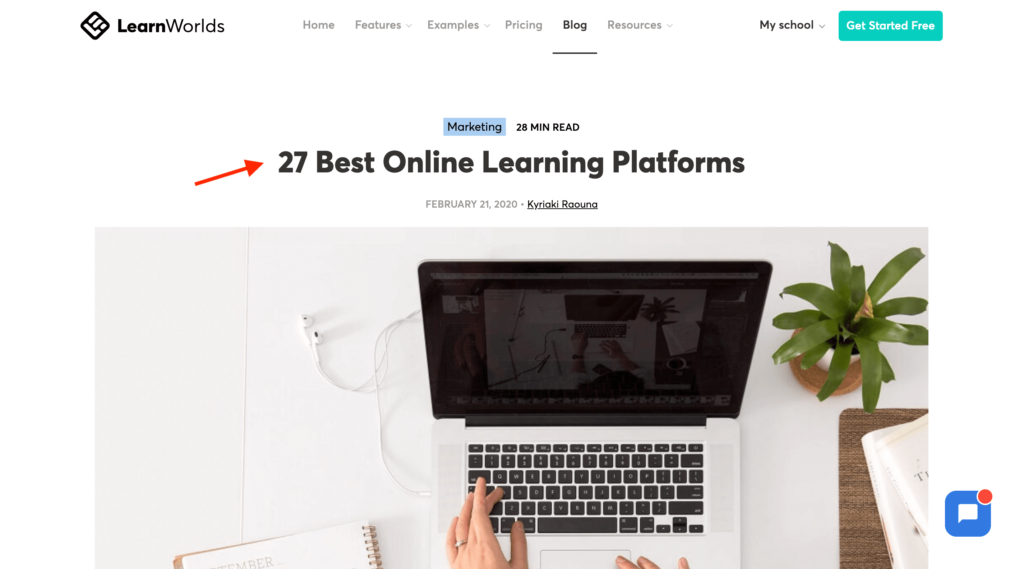 LearnWorlds Home Features Examples Pricing Blog Resources My school Get Started Free
Marketing 28 MIN READ
27 Best Online Learning Platforms
FEBRUARY 21, 2020 • Kyriaki Raouna